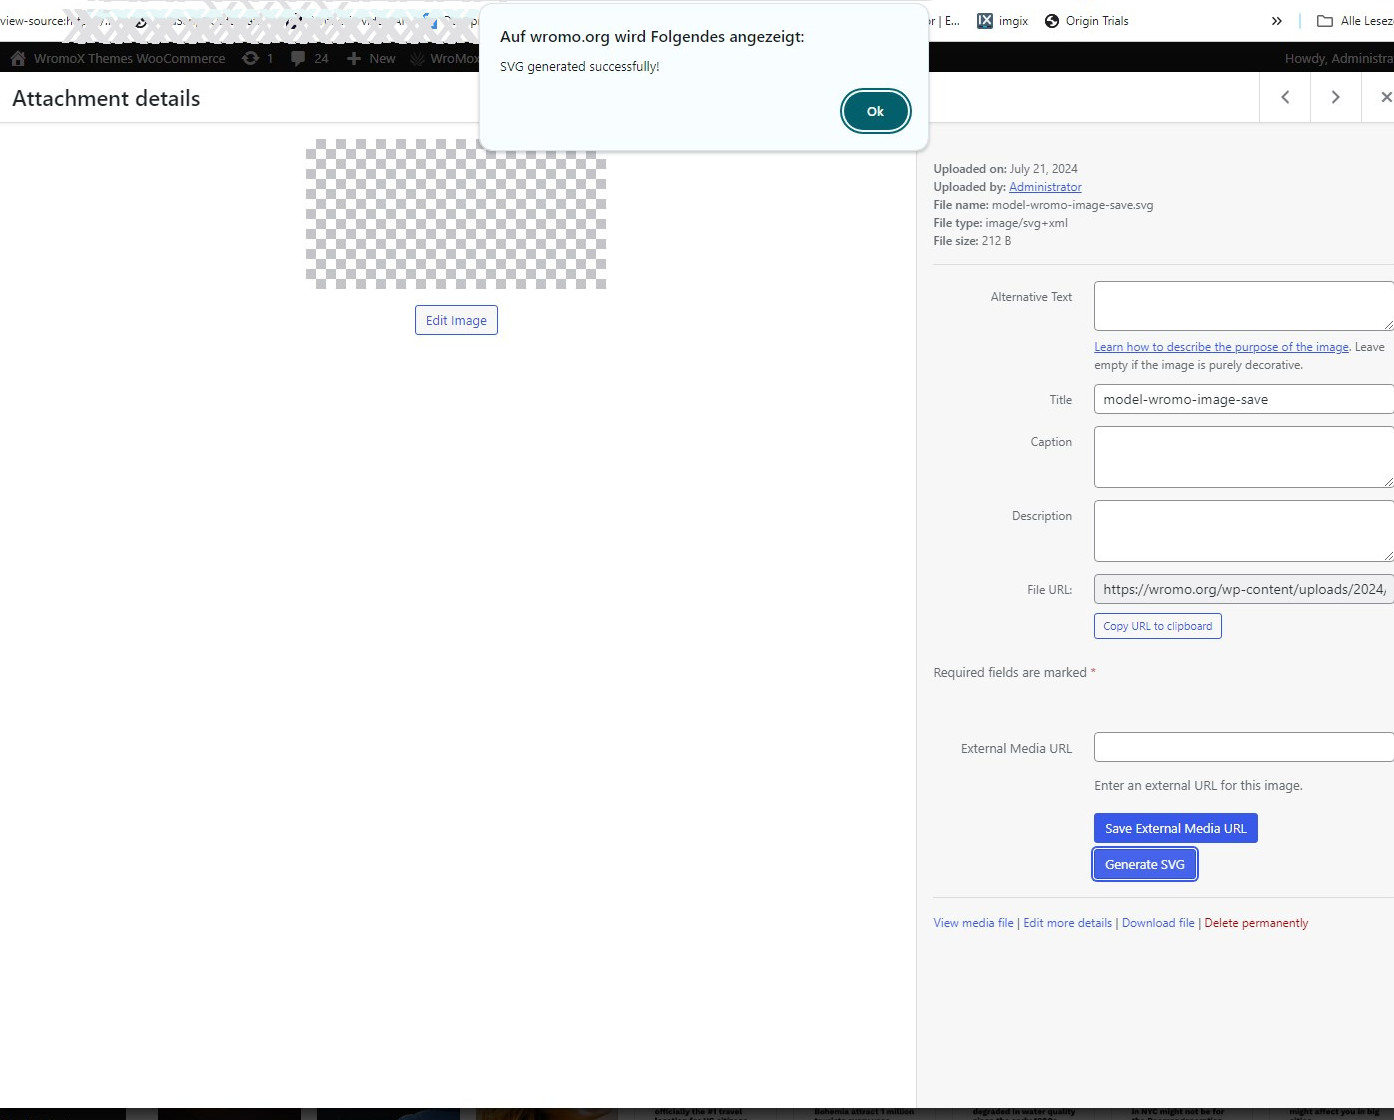 Auf wromo.org wird Folgendes angezeigt:
SVG generated successfully!
Ok
imgix
Origin Trials
Alle Lesez
WromoX Themes WooCommerce
1
24
New
WroMox
Howdy, Administra
Attachment details
Edit Image
Uploaded on: July 21, 2024
Uploaded by: Administrator
File name: model-wromo-image-save.svg
File type: image/svg+xml
File size: 212 B
Alternative Text
Learn how to describe the purpose of the image. Leave
empty if the image is purely decorative.
Title
model-wromo-image-save
Caption
Description
File URL:
https://wromo.org/wp-content/uploads/2024/
Copy URL to clipboard
Required fields are marked *
External Media URL
Enter an external URL for this image.
Save External Media URL
Generate SVG
View media file | Edit more details | Download file | Delete permanently